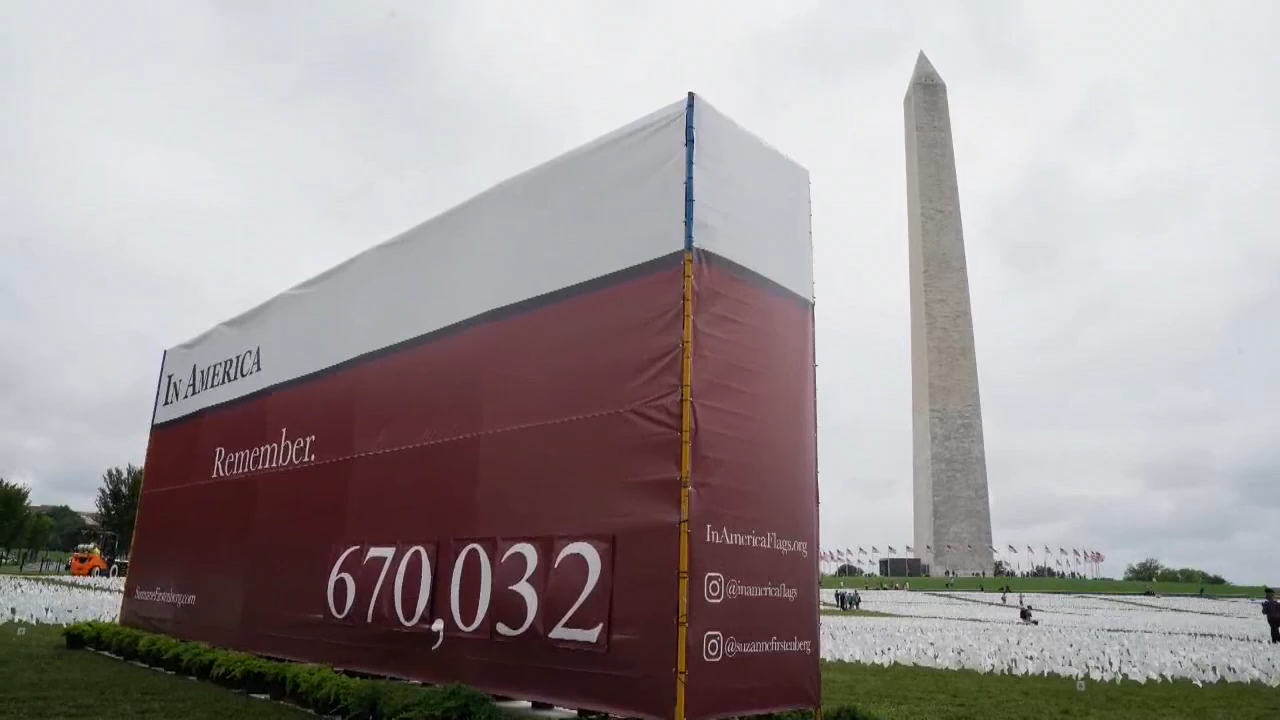 In America
Remember.
670,032
SuzanneFirstenberg.com
InAmericaFlags.org
@inamericaflags
@suzannefirstenberg